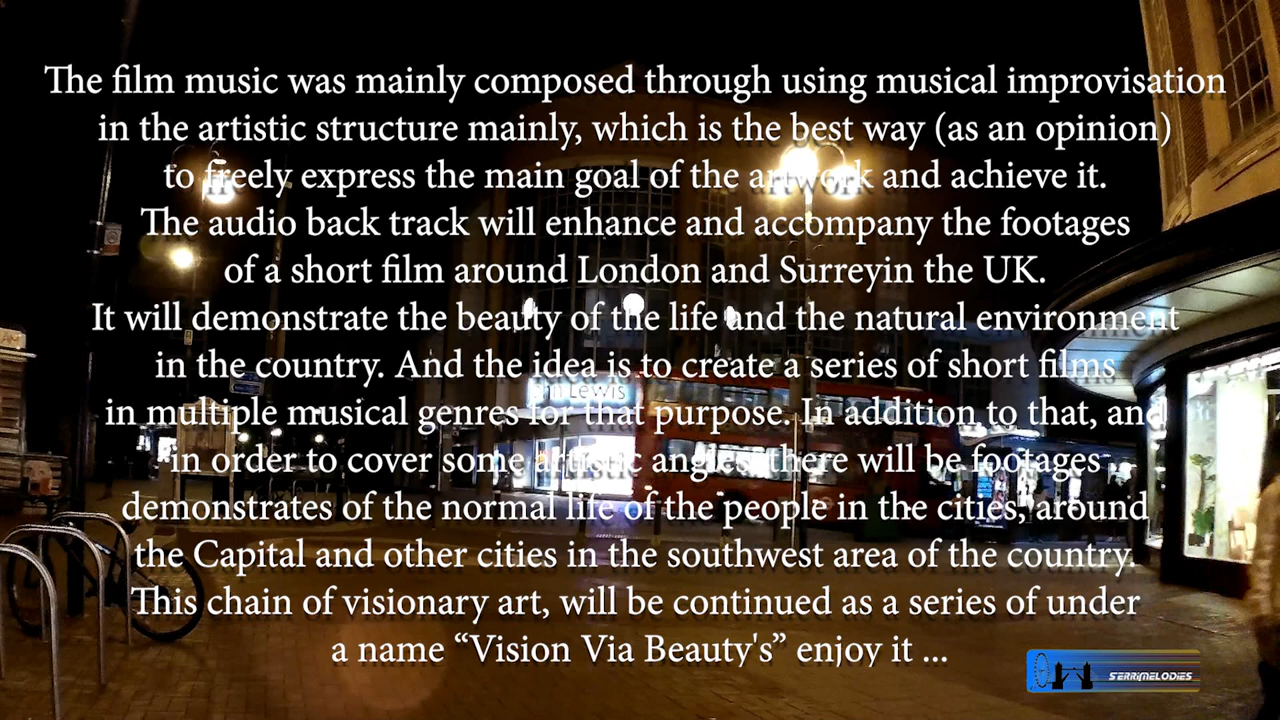 The film music was mainly composed through using musical improvisation
in the artistic structure mainly, which is the best way (as an opinion)
to freely express the main goal of the artwork and achieve it.
The audio back track will enhance and accompany the footages
of a short film around London and Surreyin the UK.
It will demonstrate the beauty of the life and the natural environment
in the country. And the idea is to create a series of short films
in multiple musical genres for that purpose. In addition to that, and
in order to cover some artistic angles, there will be footages
demonstrates of the normal life of the people in the cities, around
the Capital and other cities in the southwest area of the country.
This chain of visionary art, will be continued as a series of under
a name “Vision Via Beauty's” enjoy it ...
John Lewis
SERRIMELODIES